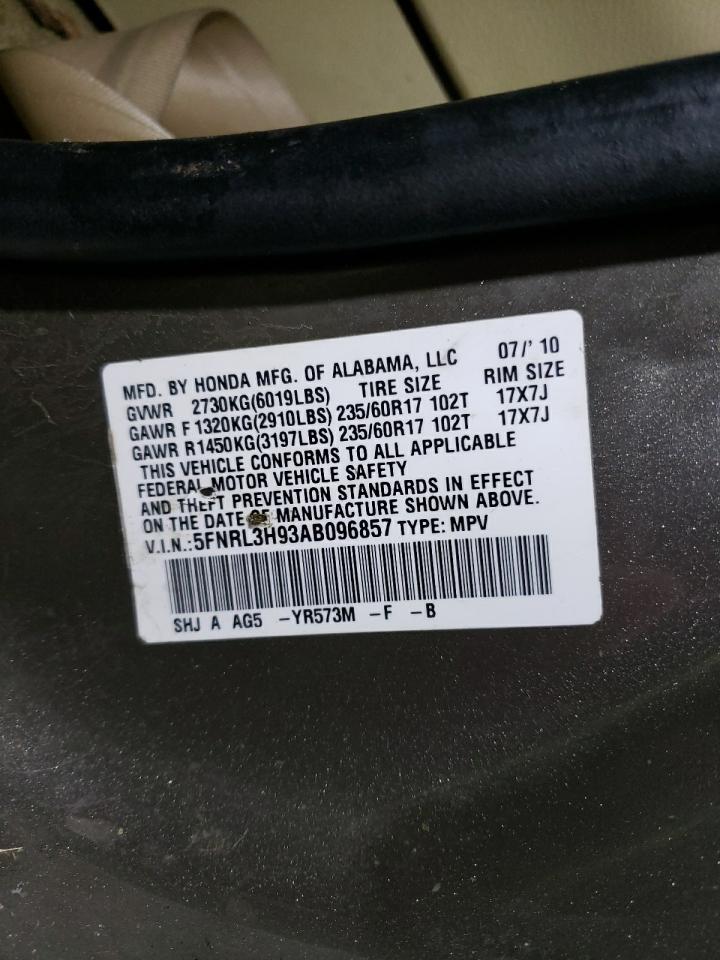 MFD. BY HONDA MFG. OF ALABAMA, LLC 07/' 10
GVWR 2730KG(6019LBS) TIRE SIZE RIM SIZE
GAWR F 1320KG(2910LBS) 235/60R17 102T 17X7J
GAWR R1450KG(3197LBS) 235/60R17 102T 17X7J
THIS VEHICLE CONFORMS TO ALL APPLICABLE
FEDERAL MOTOR VEHICLE SAFETY
AND THEFT PREVENTION STANDARDS IN EFFECT
ON THE DATE OF MANUFACTURE SHOWN ABOVE.
V.I.N.:5FNRL3H93AB096857 TYPE: MPV
SHJ A AG5 -YR573M -F -B